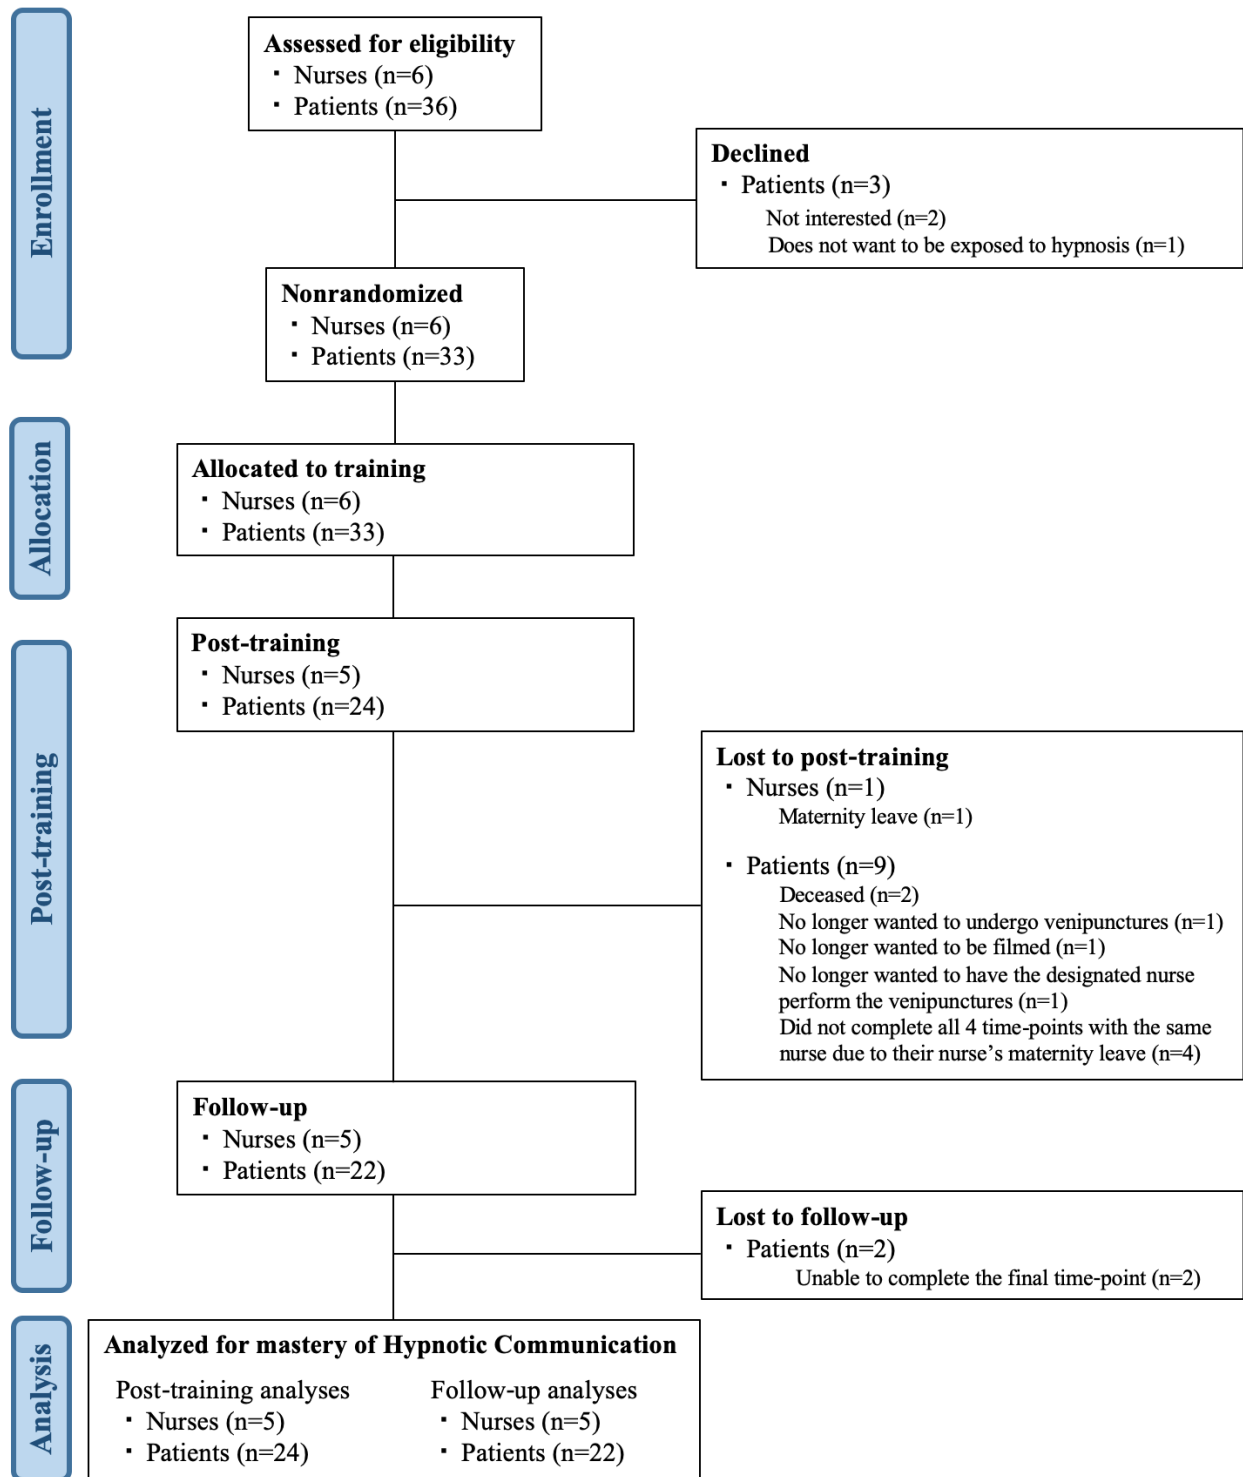 Enrollment
Assessed for eligibility
▪ Nurses (n=6)
▪ Patients (n=36)
Declined
▪ Patients (n=3)
Not interested (n=2)
Does not want to be exposed to hypnosis (n=1)
Nonrandomized
▪ Nurses (n=6)
▪ Patients (n=33)
Allocation
Allocated to training
▪ Nurses (n=6)
▪ Patients (n=33)
Post-training
Post-training
▪ Nurses (n=5)
▪ Patients (n=24)
Lost to post-training
▪ Nurses (n=1)
Maternity leave (n=1)
▪ Patients (n=9)
Deceased (n=2)
No longer wanted to undergo venipunctures (n=1)
No longer wanted to be filmed (n=1)
No longer wanted to have the designated nurse
perform the venipunctures (n=1)
Did not complete all 4 time-points with the same
nurse due to their nurse’s maternity leave (n=4)
Follow-up
Follow-up
▪ Nurses (n=5)
▪ Patients (n=22)
Lost to follow-up
▪ Patients (n=2)
Unable to complete the final time-point (n=2)
Analysis
Analyzed for mastery of Hypnotic Communication
Post-training analyses
▪ Nurses (n=5)
▪ Patients (n=24)
Follow-up analyses
▪ Nurses (n=5)
▪ Patients (n=22)